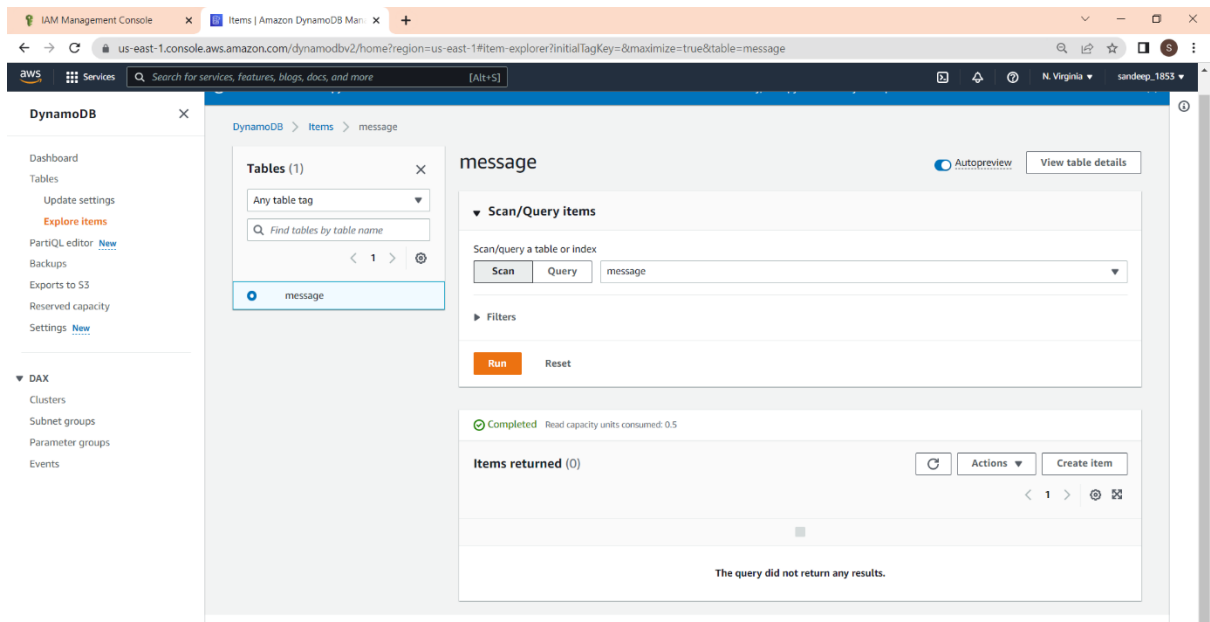 IAM Management Console
Items | Amazon DynamoDB Man
us-east-1.console.aws.amazon.com/dynamodbv2/home?region=us-east-1#item-explorer?initialTagKey=&maximize=true&table=message
S
aws
Services
Search for services, features, blogs, docs, and more
[Alt+S]
N. Virginia
sandeep_1853
DynamoDB
Dashboard
Tables
Update settings
Explore items
PartiQL editor New
Backups
Exports to S3
Reserved capacity
Settings New
DAX
Clusters
Subnet groups
Parameter groups
Events
DynamoDB > Items > message
Tables (1)
Any table tag
Find tables by table name
1
message
message
Autopreview
View table details
Scan/Query items
Scan/query a table or index
Scan
Query
message
Filters
Run
Reset
Completed Read capacity units consumed: 0.5
Items returned (0)
Actions
Create item
1
The query did not return any results.